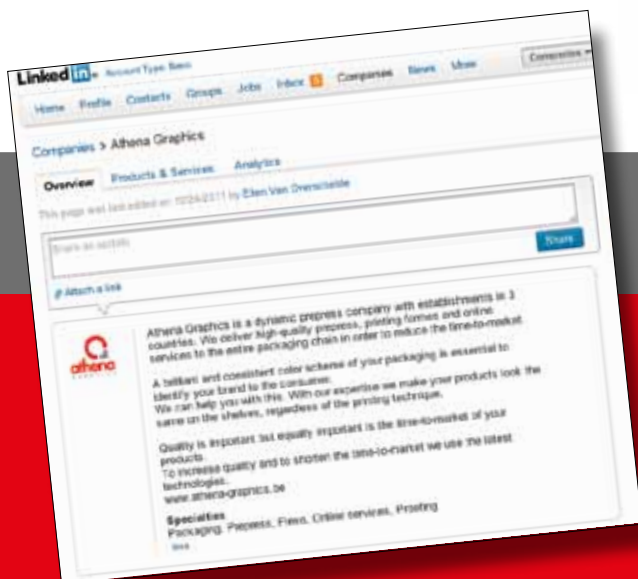 Linked in Account Type: Basic
Home Profile Contacts Groups Jobs Inbox Companies News More
Companies
Companies > Athena Graphics
Overview Products & Services Analytics
This page was last edited on by Ellen Van Overschelde
Share an update
Share
Attach a link
athena
Athena Graphics is a dynamic prepress company with establishments in 3
countries. We deliver high-quality prepress, printing formes and online
services to the entire packaging chain in order to reduce the time-to-market.
A brilliant and consistent color scheme of your packaging is essential to
identify your brand to the consumer.
We can help you with this. With our expertise we make your products look the
same on the shelves, regardless of the printing technique.
Quality is important but equally important is the time-to-market of your
products.
To increase quality and to shorten the time-to-market we use the latest
technologies.
www.athena-graphics.be
Specialties
Packaging, Prepress, Flexo, Online services, Proofing
less